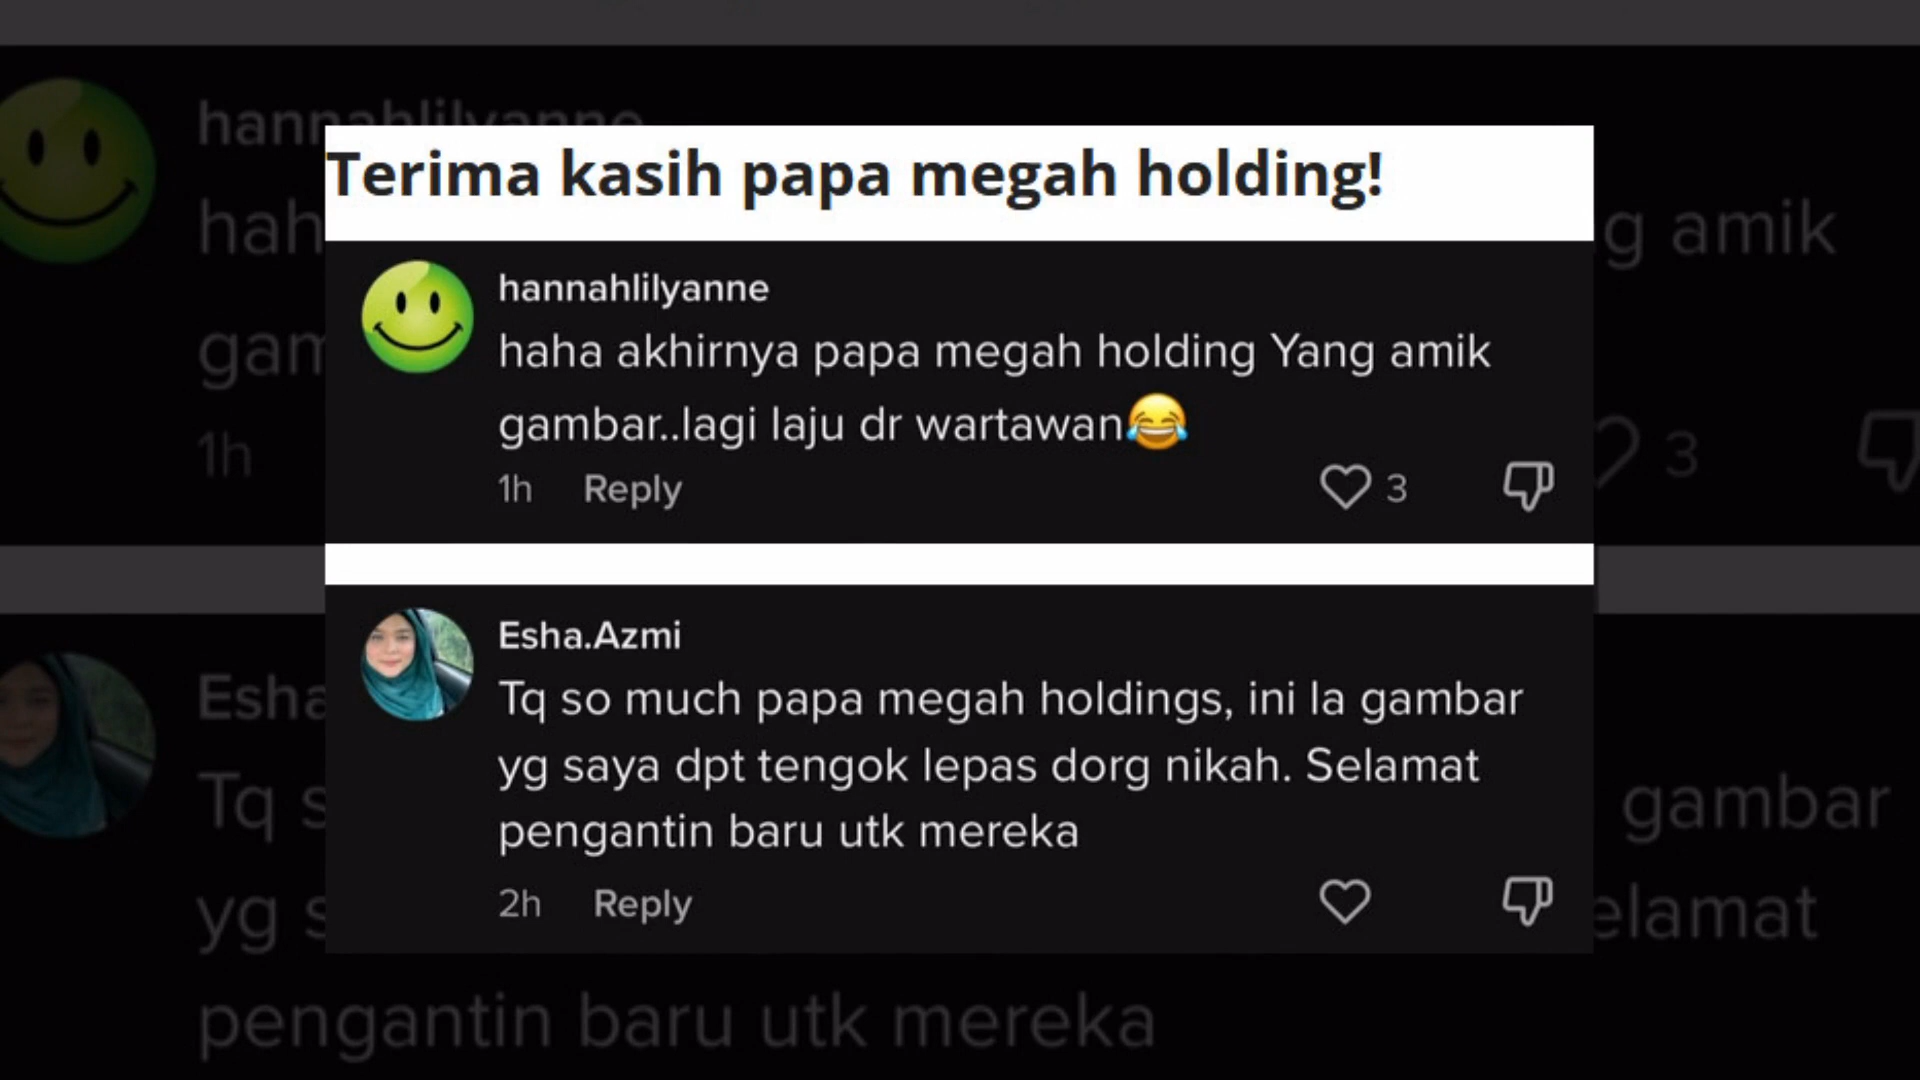 Terima kasih papa megah holding!
hannahlilyanne
haha akhirnya papa megah holding Yang amik
gambar..lagi laju dr wartawan😂
1h Reply 3
Esha.Azmi
Tq so much papa megah holdings, ini la gambar
yg saya dpt tengok lepas dorg nikah. Selamat
pengantin baru utk mereka
2h Reply